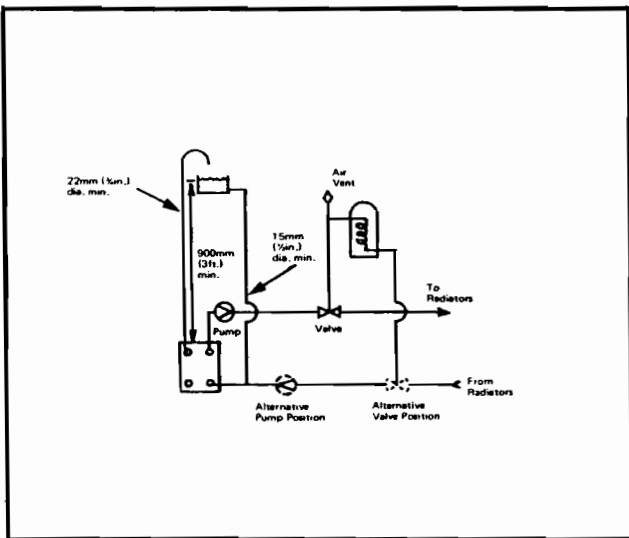 22mm (¾in.)
dia. min.
900mm
(3ft.)
min.
15mm
(½in.)
dia. min.
Air
Vent
Pump
Valve
To
Radiators
Alternative
Pump Position
Alternative
Valve Position
From
Radiators